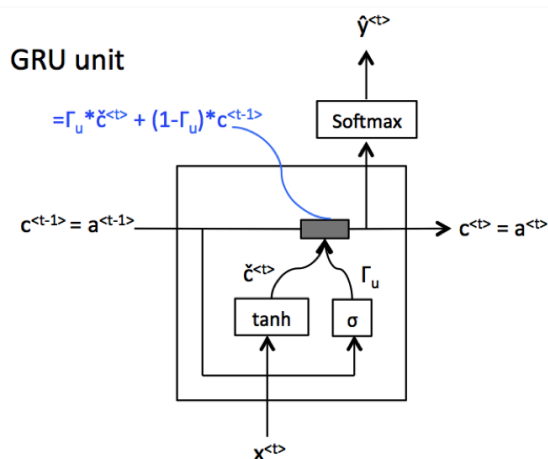 ŷ<t>
GRU unit
Softmax
=Γu*č<t> + (1-Γu)*c<t-1>
c<t-1> = a<t-1>
c<t> = a<t>
č<t>
Γu
tanh
σ
x<t>